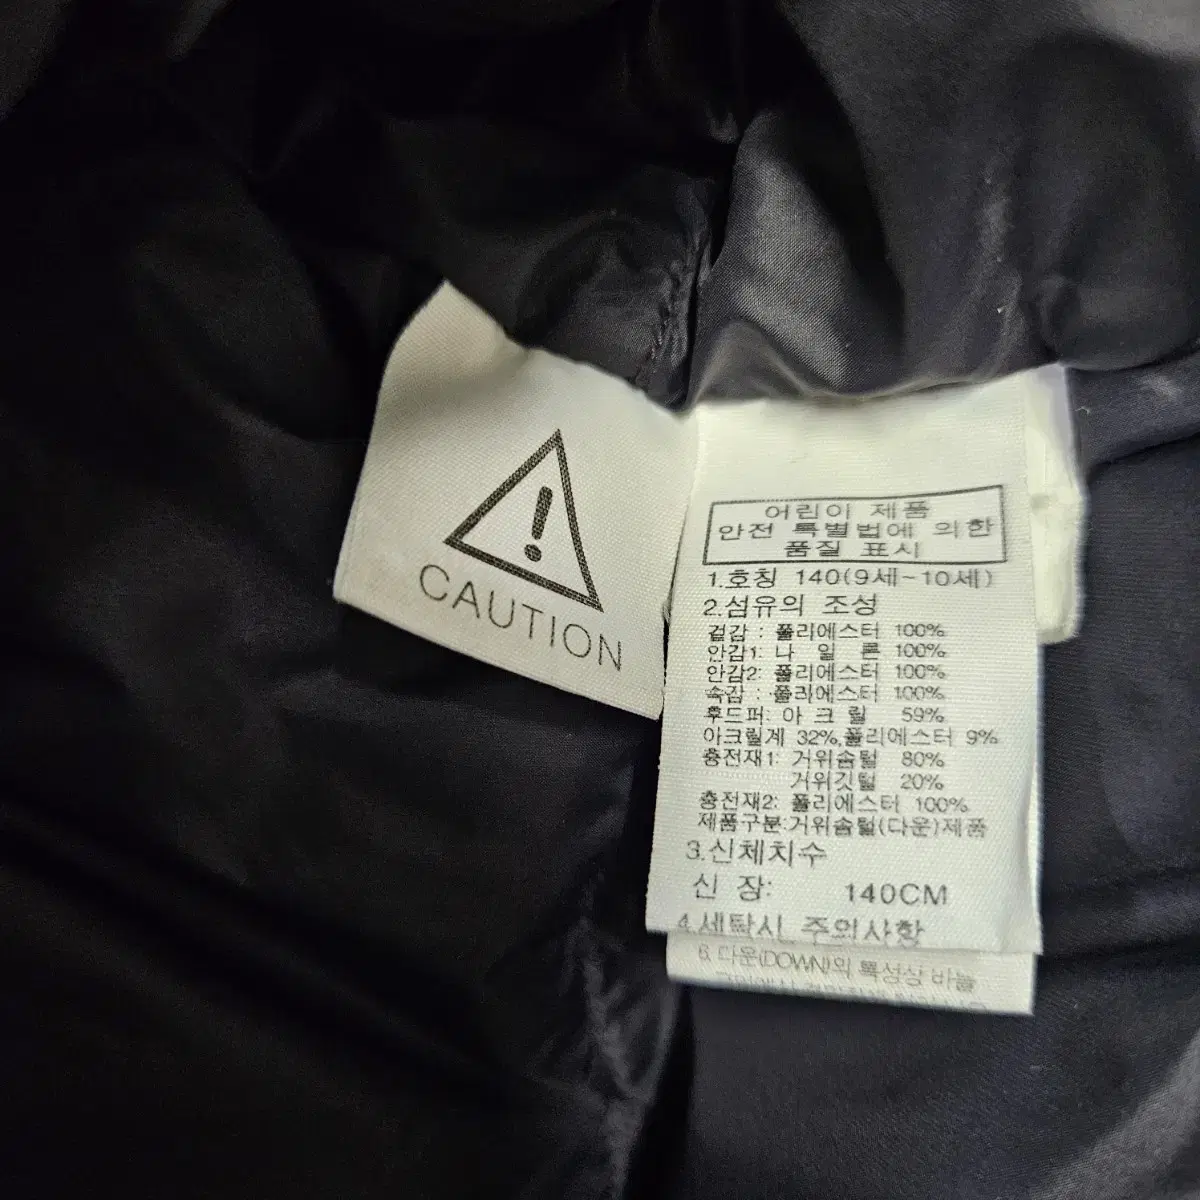 CAUTION
어린이 제품
안전 특별법에 의한
품질 표시
1.호칭 140(9세~10세)
2.섬유의 조성
겉감 : 폴리에스터 100%
안감1: 나 일 론 100%
안감2: 폴리에스터 100%
속감 : 폴리에스터 100%
후드퍼: 아 크 릴 59%
아크릴계 32%,폴리에스터 9%
충전재1: 거위솜털 80%
거위깃털 20%
충전재2: 폴리에스터 100%
제품구분:거위솜털(다운)제품
3.신체치수
신 장: 140CM
4.세탁시 주의사항
6. 다운(DOWN)의 특성상 바늘